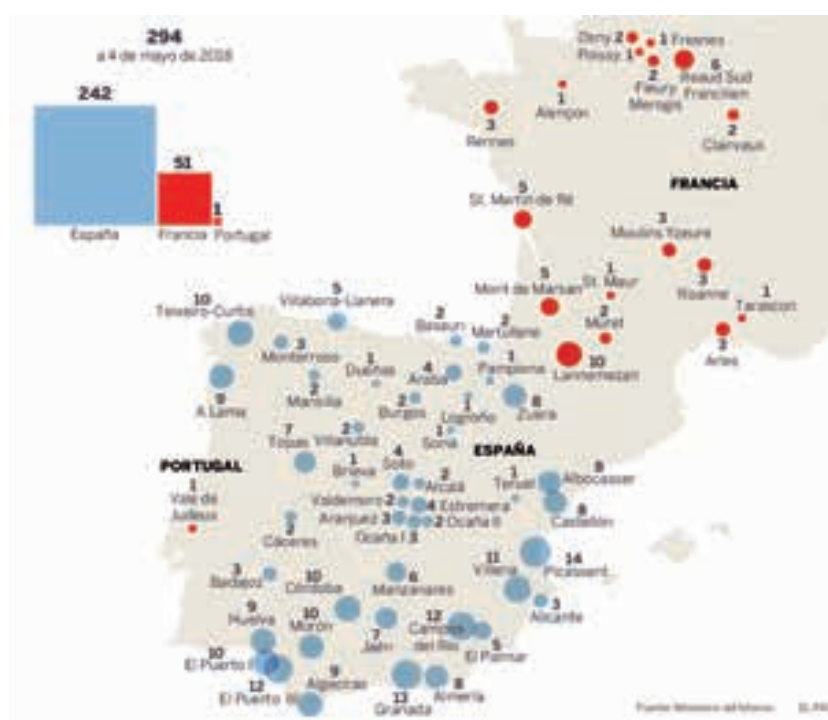 294
a 4 de mayo de 2018
242
51
1
España
Francia
Portugal
2
1 Fresnes
1
2
Fleury
Merogis
6
Reaud Sud
Francilien
1
Alençon
3
Rennes
2
Clairvaux
FRANCIA
5
St. Martin de Ré
3
Moulins Yzeure
3
Roanne
1
Tarascon
3
Arles
5
Mont de Marsan
1
St. Maur
2
Muret
10
Lannemezan
10
Teixeiro-Curtis
5
Villabona-Llanera
3
Monterroso
2
Basauri
2
Martutene
1
Dueñas
4
Araba
1
Pamplona
9
A Lama
2
Mansilla
2
Burgos
1
Logroño
8
Zuera
7
Topas
2
Villanubla
1
Soria
ESPAÑA
PORTUGAL
1
Vale de
Judeus
1
Brieva
4
Soto
2
Alcalá
1
Teruel
8
Albocasser
Valdemoro 2
4 Estremera
Aranjuez 3
2 Ocaña II
Ocaña I 3
8
Castellón
2
Cáceres
14
Picassent
11
Villena
3
Alicante
3
Badajoz
10
Córdoba
6
Manzanares
9
Huelva
10
Morón
7
Jaén
12
Campos
del Río
5
El Palmar
10
El Puerto I
12
El Puerto III
9
Algeciras
13
Granada
8
Almería
Fuente: Ministerio del Interior.